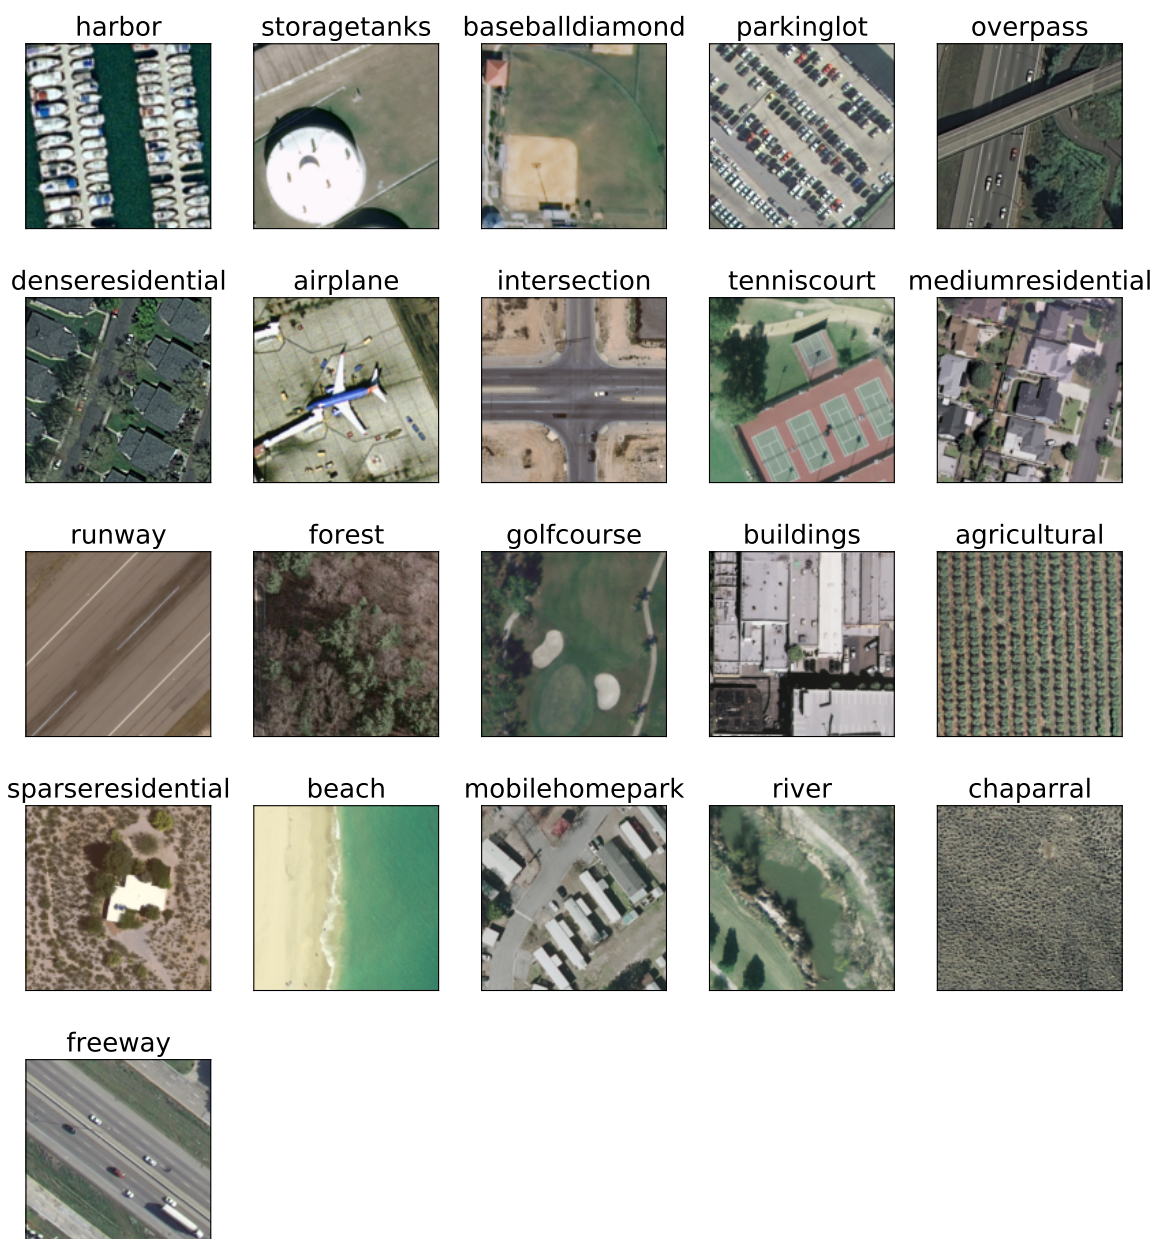 harbor
storagetanks
baseballdiamond
parkinglot
overpass
denseresidential
airplane
intersection
tenniscourt
mediumresidential
runway
forest
golfcourse
buildings
agricultural
sparseresidential
beach
mobilehomepark
river
chaparral
freeway